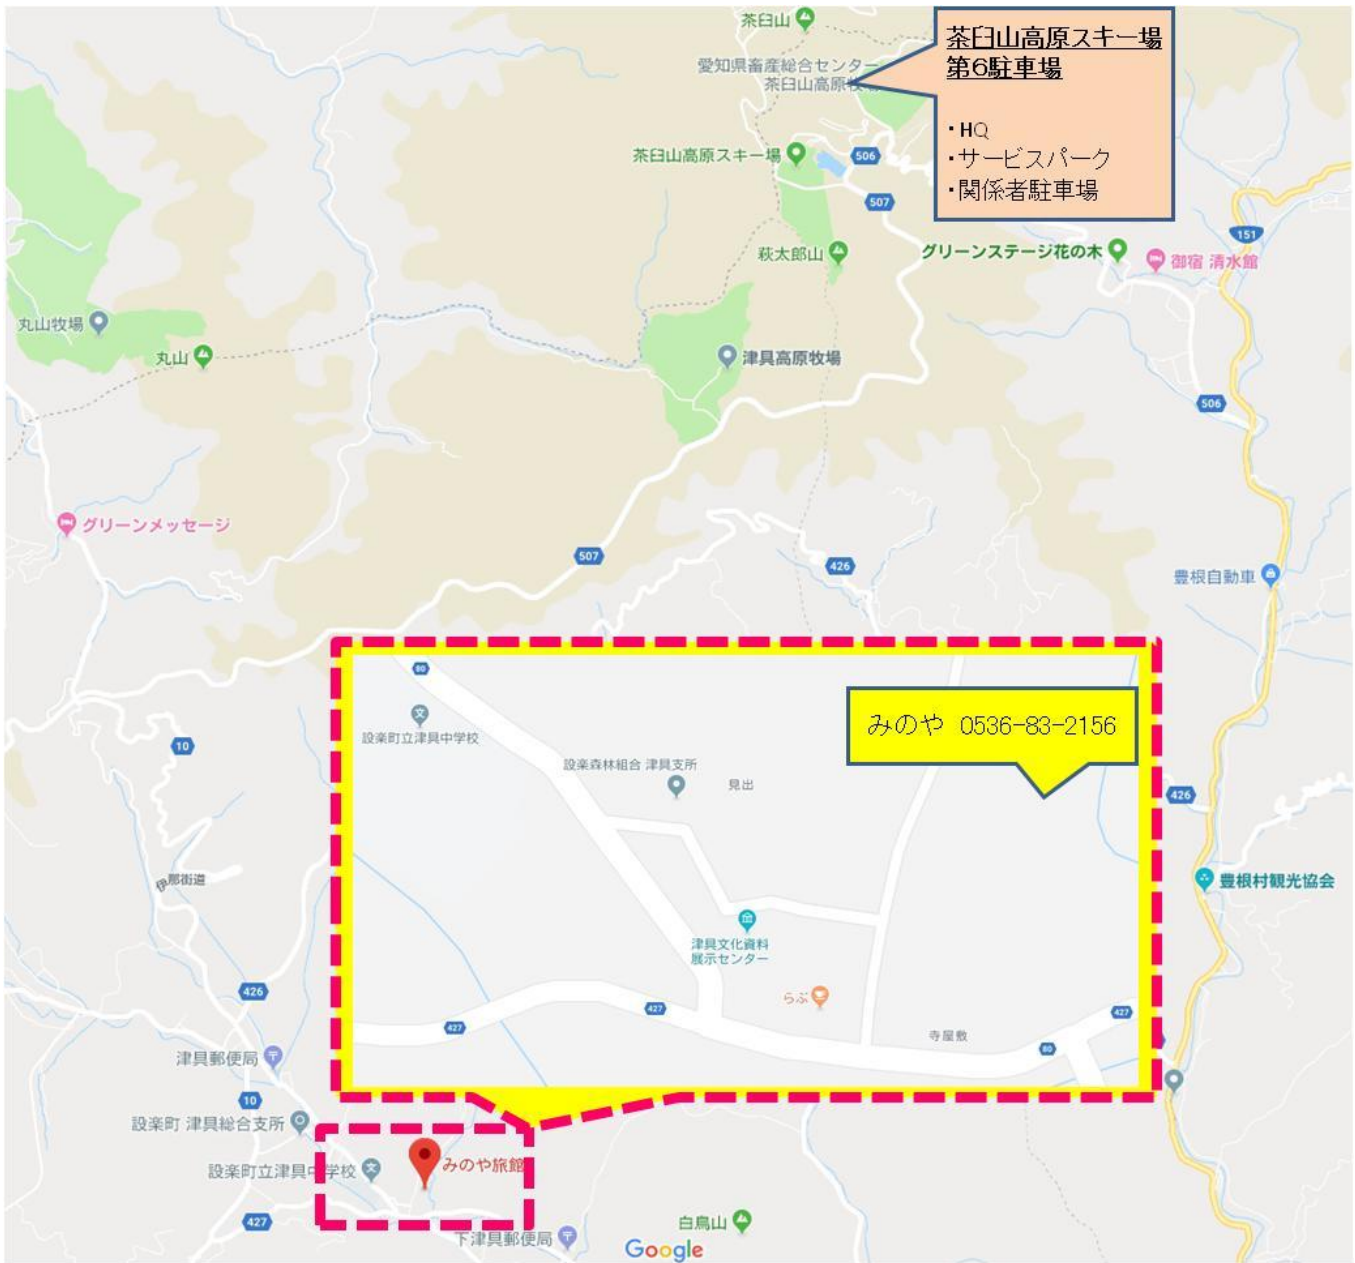 茶臼山
茶臼山高原スキー場
第6駐車場
・HQ
・サービスパーク
・関係者駐車場
愛知県畜産総合センター
茶臼山高原牧
茶臼山高原スキー場
506
507
萩太郎山
グリーンステージ花の木
151
御宿 清水館
丸山牧場
丸山
津具高原牧場
506
グリーンメッセージ
507
426
豊根自動車
80
設楽町立津具中学校
みのや 0536-83-2156
設楽森林組合 津具支所
見出
10
426
伊那街道
豊根村観光協会
津具文化資料
展示センター
らぶ
426
427
427
427
寺屋敷
80
津具郵便局
10
設楽町 津具総合支所
設楽町立津具中学校
みのや旅館
427
下津具郵便局
白鳥山
Google